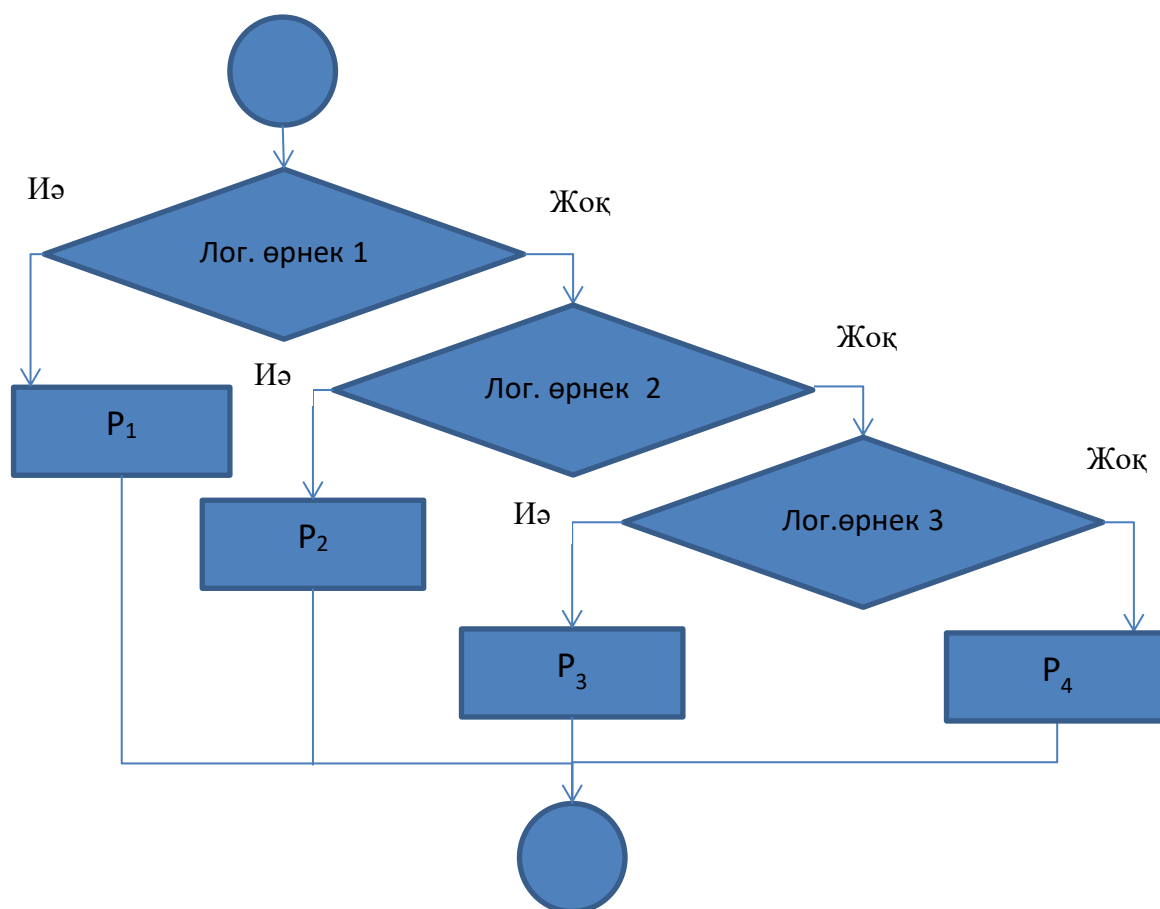 Иә
Жоқ
Лог. өрнек 1
Жоқ
Иә
Лог. өрнек 2
P₁
Жоқ
Иә
Лог.өрнек 3
P₂
P₃
P₄